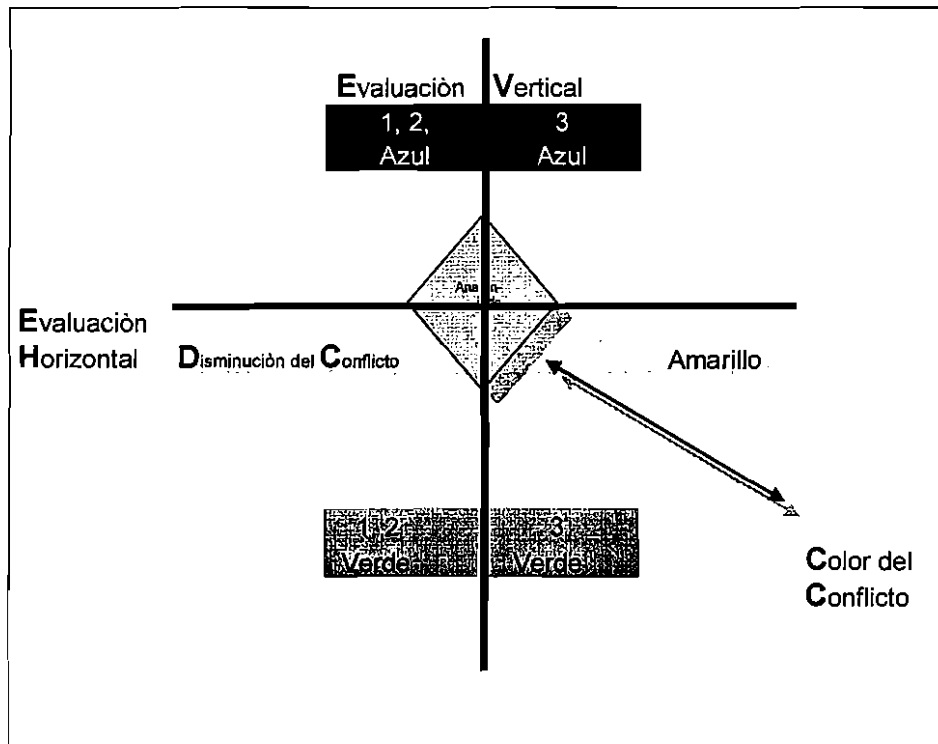 Evaluaciòn Vertical
1, 2, 3
Azul Azul
Evaluaciòn
Horizontal
Disminuciòn del Conflicto
Amarillo
1, 2 3
Verde Verde
Color del
Conflicto